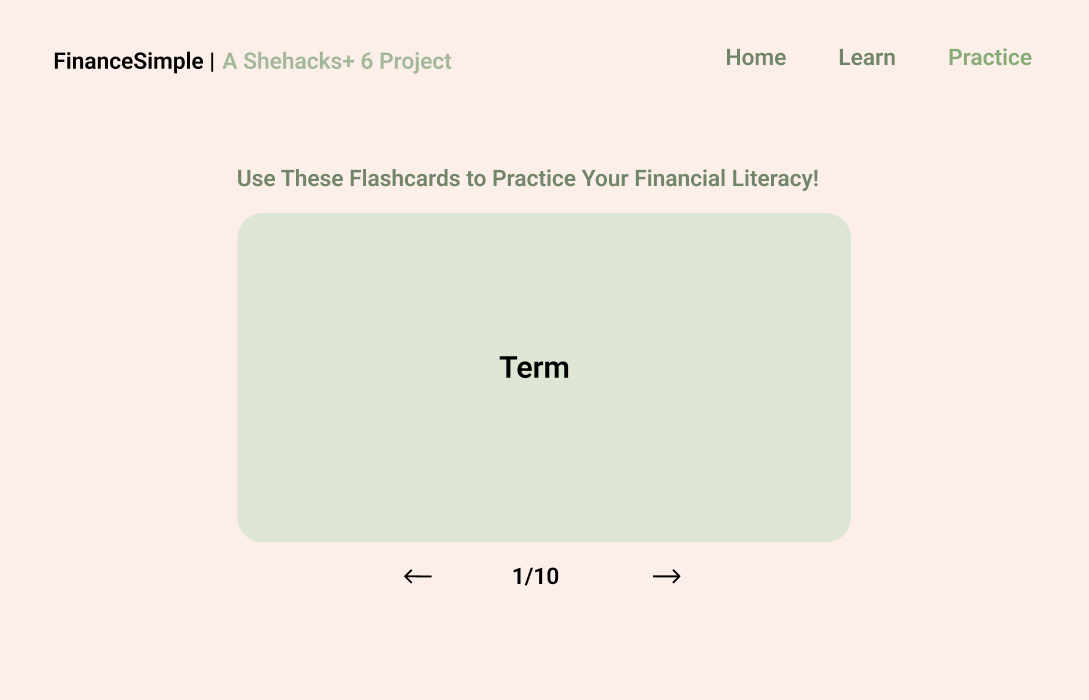 FinanceSimple | A Shehacks+ 6 Project
Home Learn Practice
Use These Flashcards to Practice Your Financial Literacy!
Term
← 1/10 →